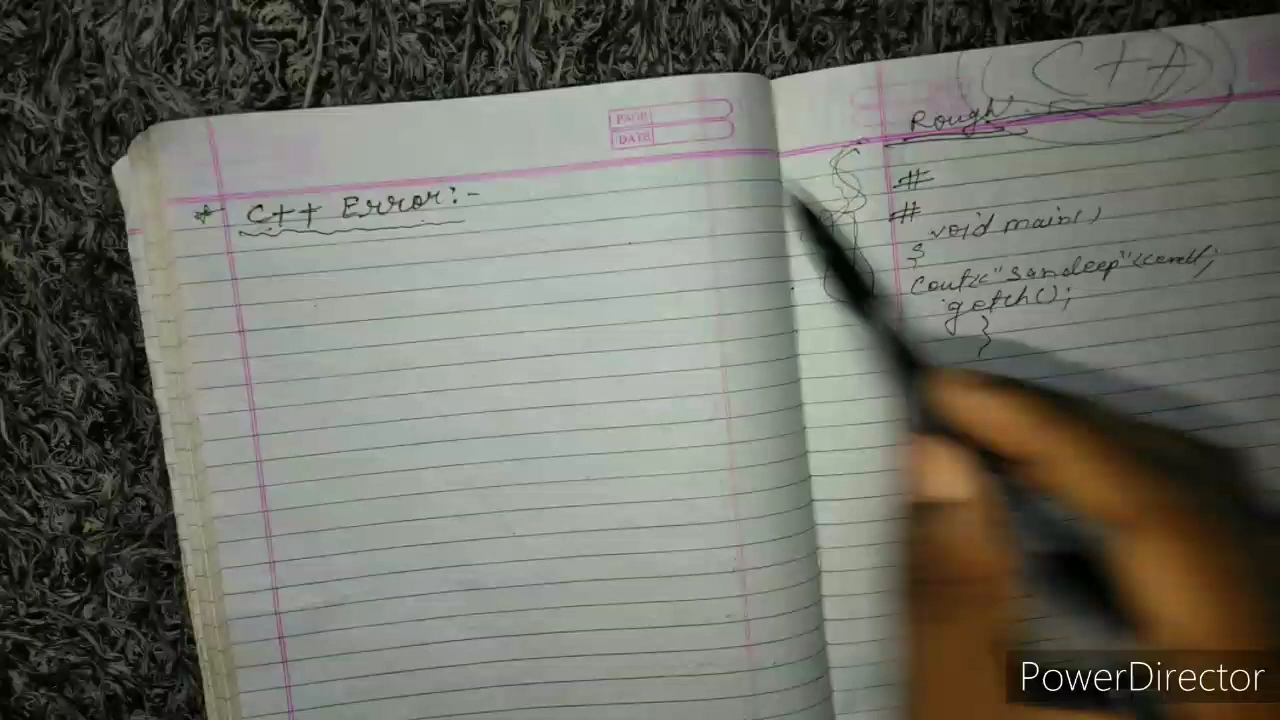 PAGE
DATE
* C++ Error:-
C++
Rough
#
#
void main()
{
cout<<"Sandeep"<<endl;
getch();
}
PowerDirector